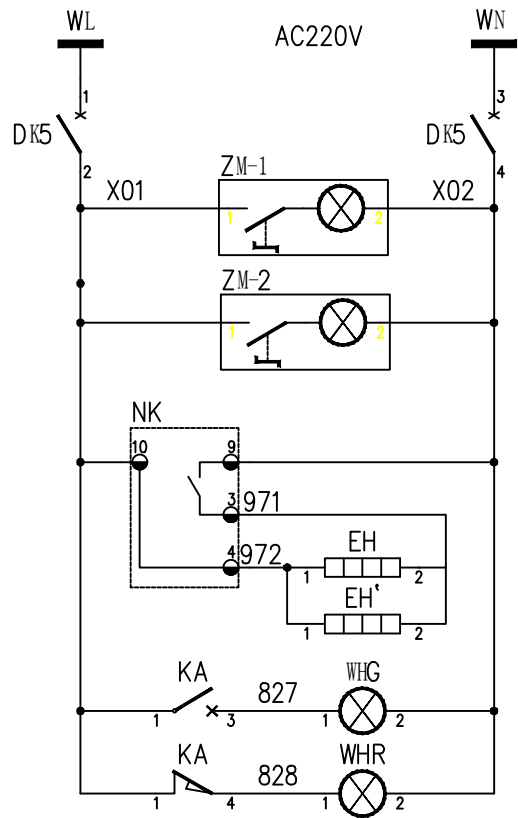 WL AC220V WN
1 3
DK5 DK5
2 4
ZM-1
X01 X02
1 2
ZM-2
1 2
NK
10 9
3 971
4 972 EH
1 2
EH'
1 2
KA WHG
827
1 3 1 2
KA WHR
828
1 4 1 2